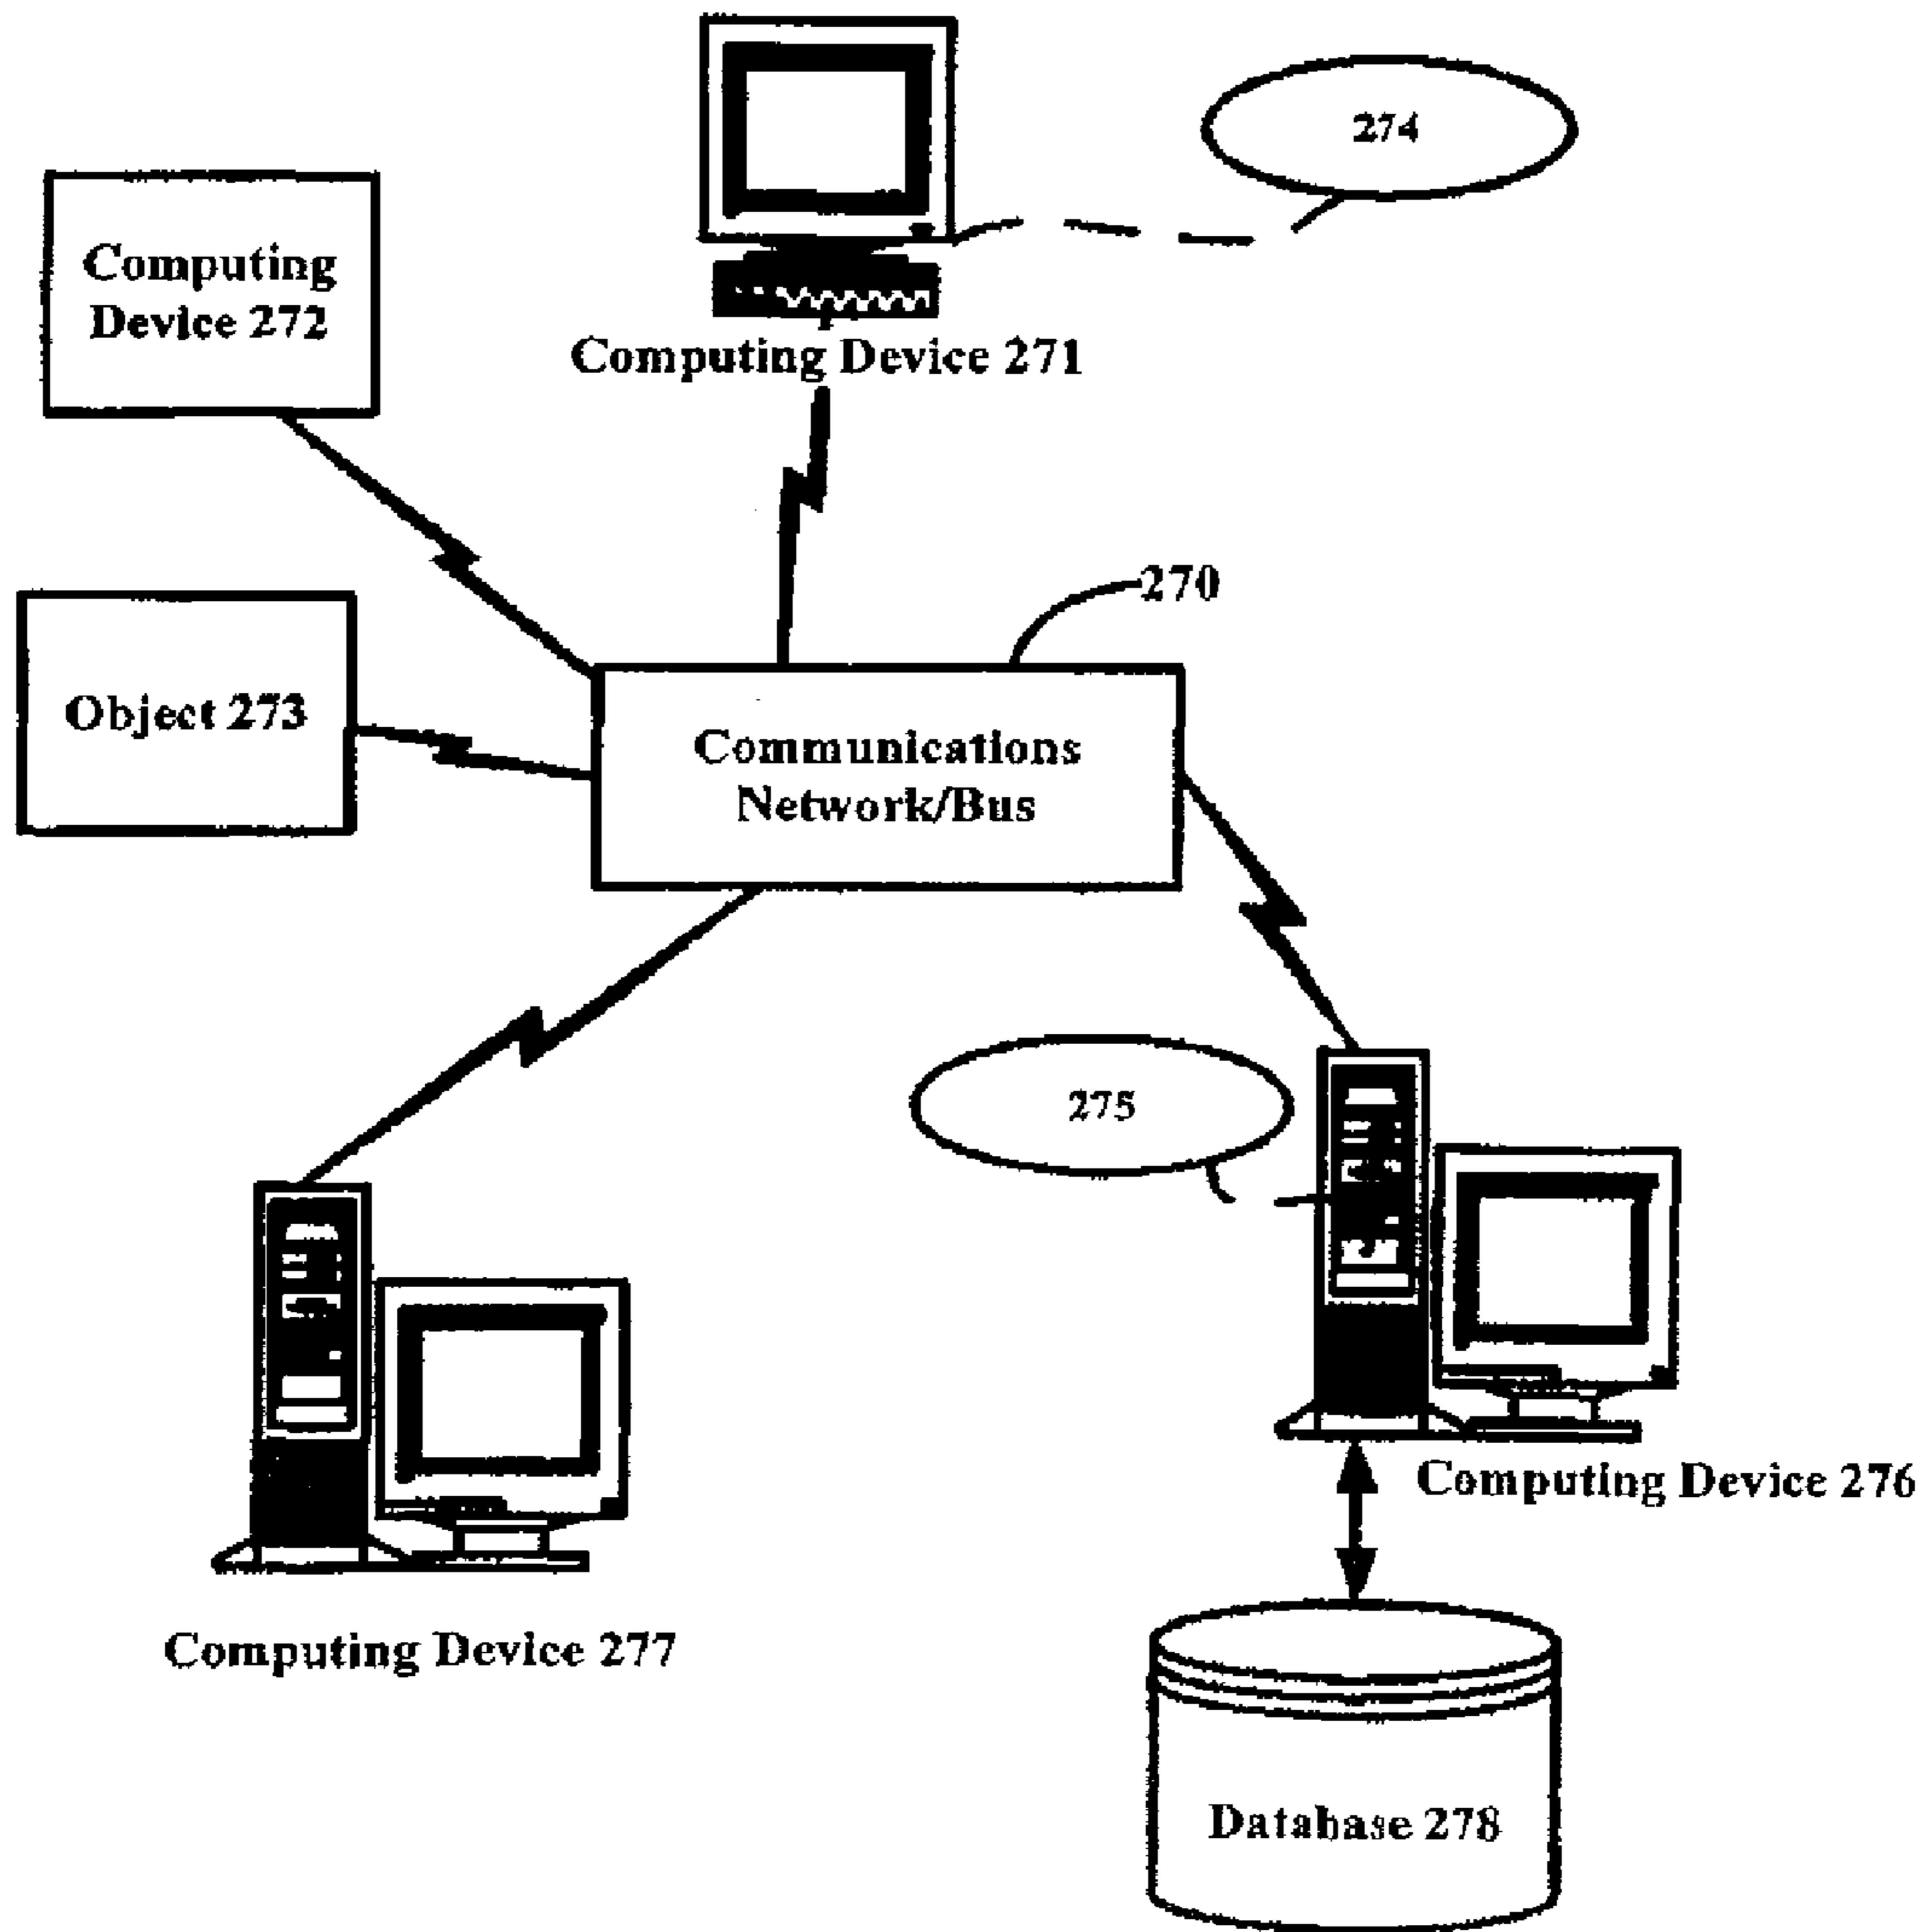 274
Computing
Device 272
Computing Device 271
270
Object 273
Communications
Network/Bus
275
Computing Device 276
Computing Device 277
Database 278